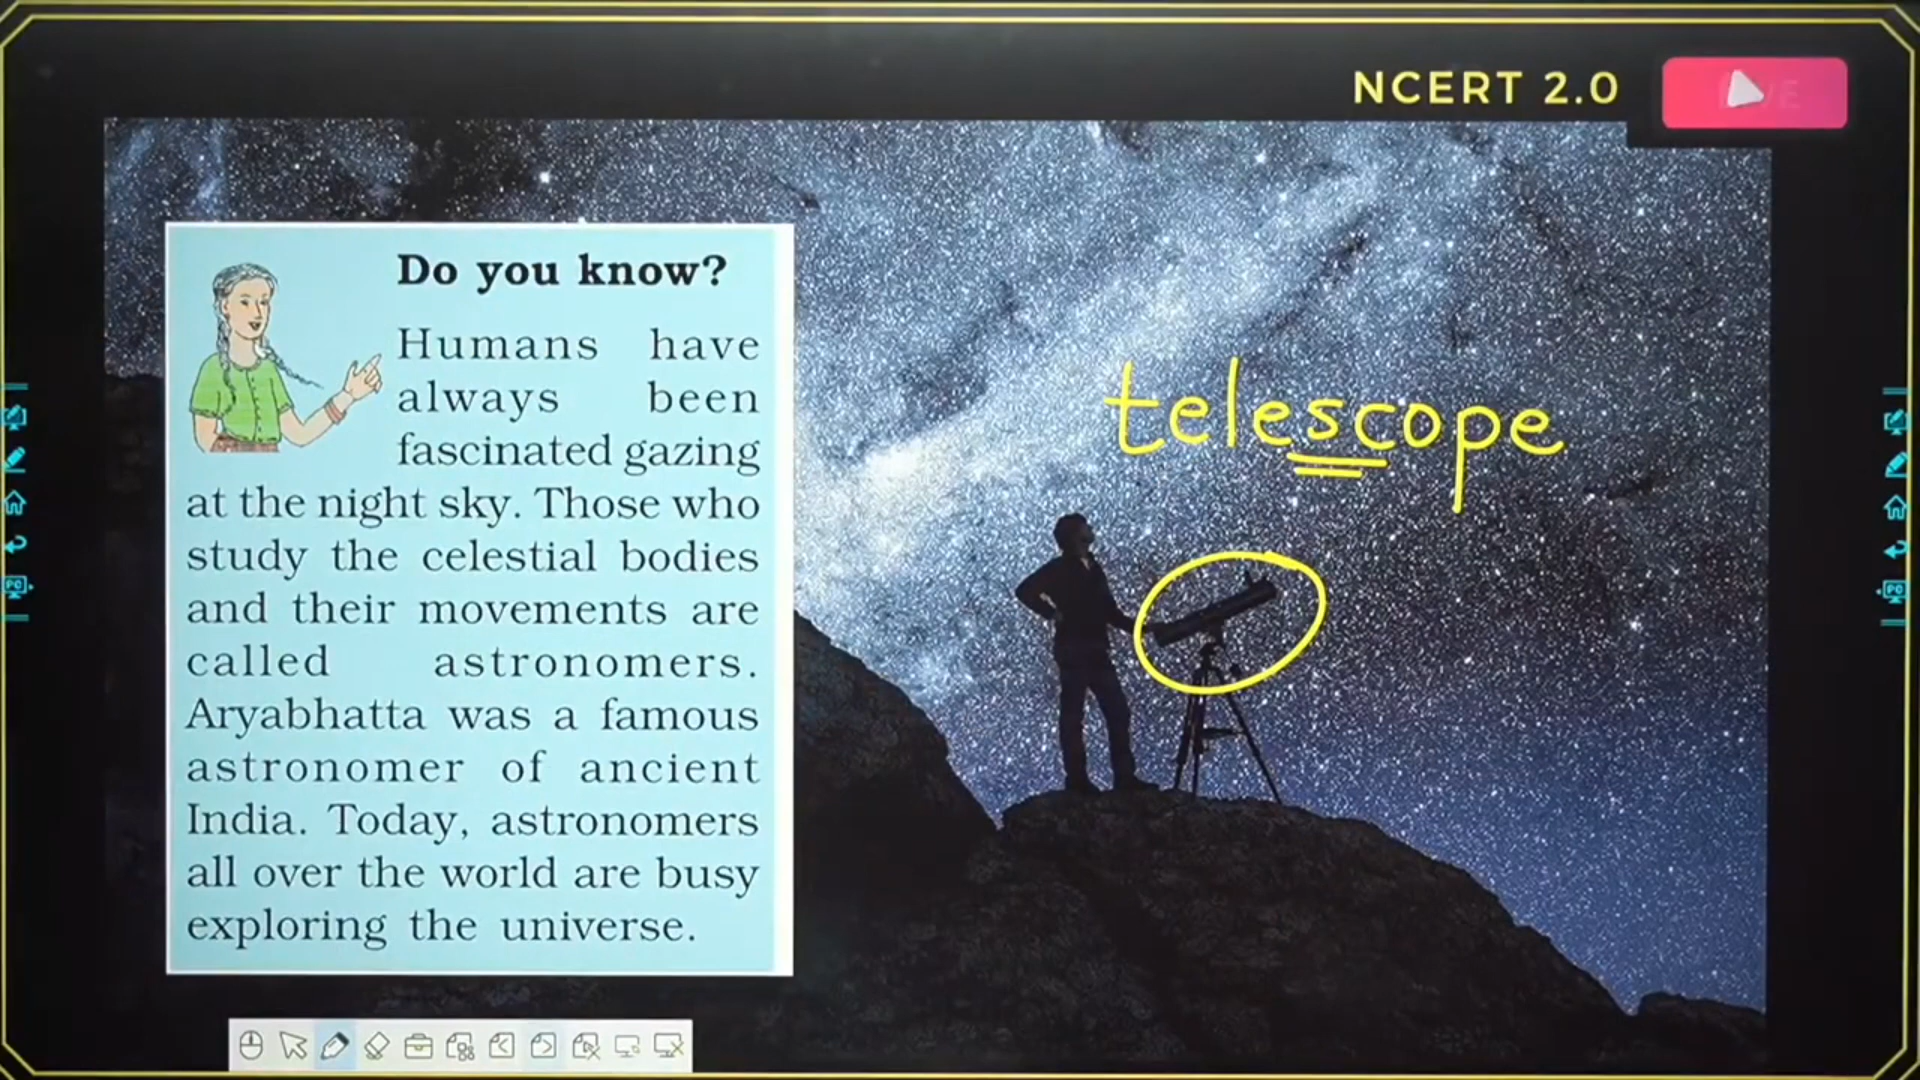 NCERT 2.0
Do you know?
Humans have
always been
fascinated gazing
at the night sky. Those who
study the celestial bodies
and their movements are
called astronomers.
Aryabhatta was a famous
astronomer of ancient
India. Today, astronomers
all over the world are busy
exploring the universe.
telescope